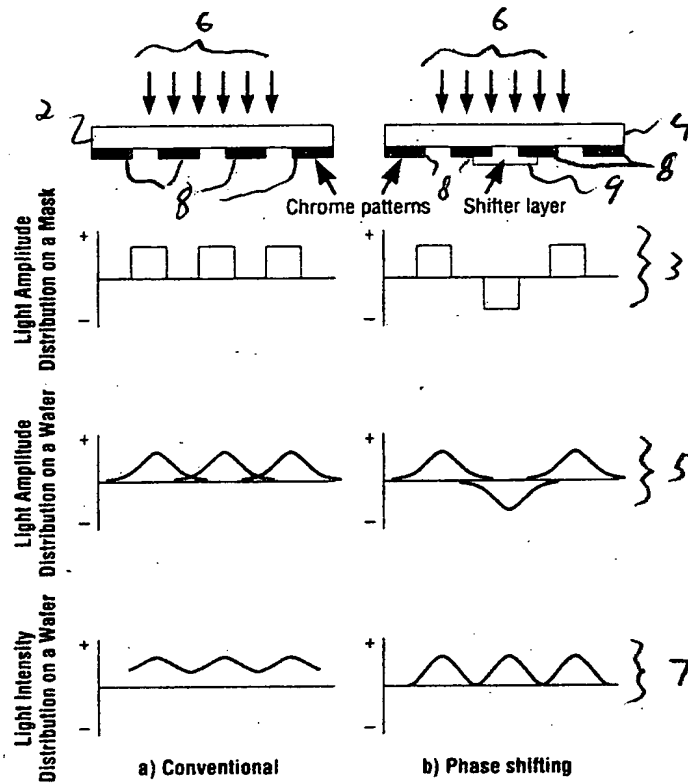 6 6
2 4
8 8 8
9
Chrome patterns Shifter layer
Light Amplitude
Distribution on a Mask
+ +
− −
3
Light Amplitude
Distribution on a Wafer
+ +
− −
5
Light Intensity
Distribution on a Wafer
+ +
− −
7
a) Conventional b) Phase shifting